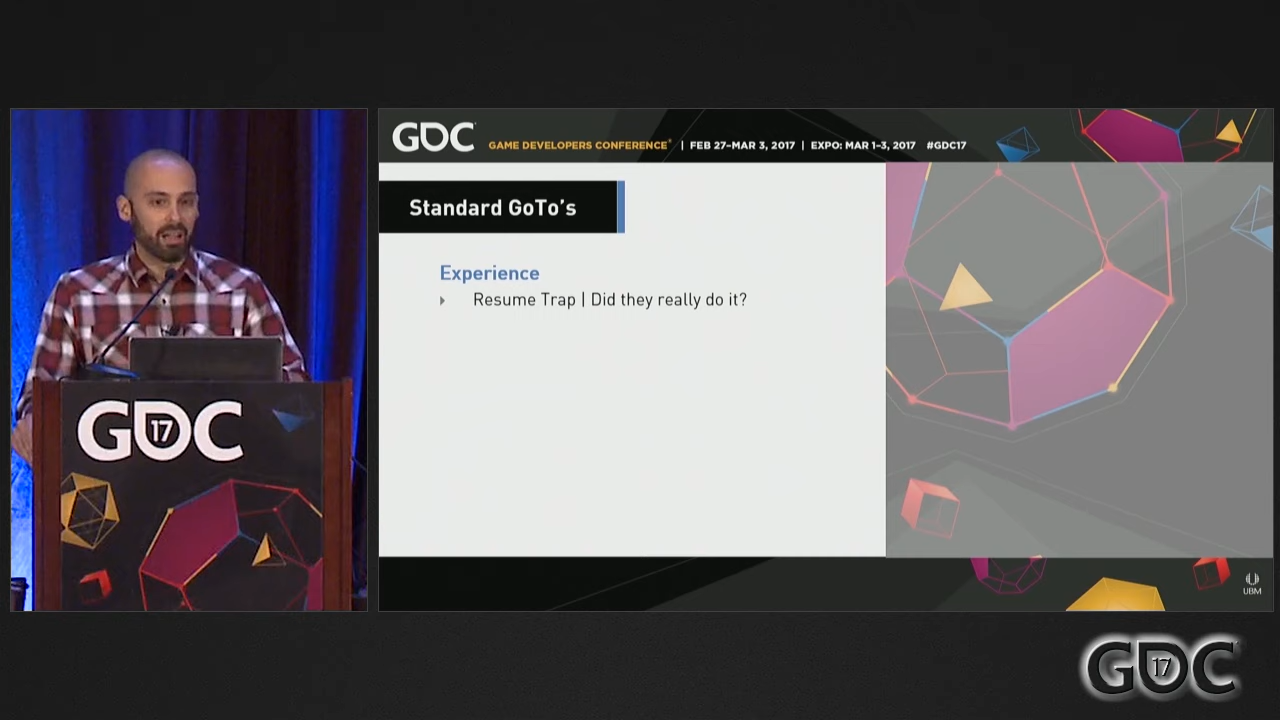 GDC
GAME DEVELOPERS CONFERENCE® | FEB 27–MAR 3, 2017 | EXPO: MAR 1–3, 2017 #GDC17
Standard GoTo's
Experience
Resume Trap | Did they really do it?
GDC
17
UBM
GDC
17